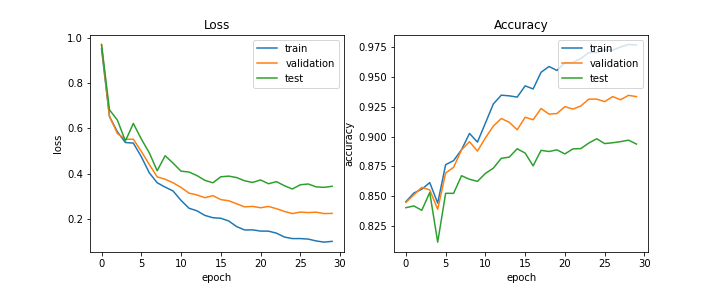 Loss
1.0
0.8
0.6
0.4
0.2
loss
0
5
10
15
20
25
30
epoch
train
validation
test
Accuracy
0.975
0.950
0.925
0.900
0.875
0.850
0.825
accuracy
0
5
10
15
20
25
30
epoch
train
validation
test